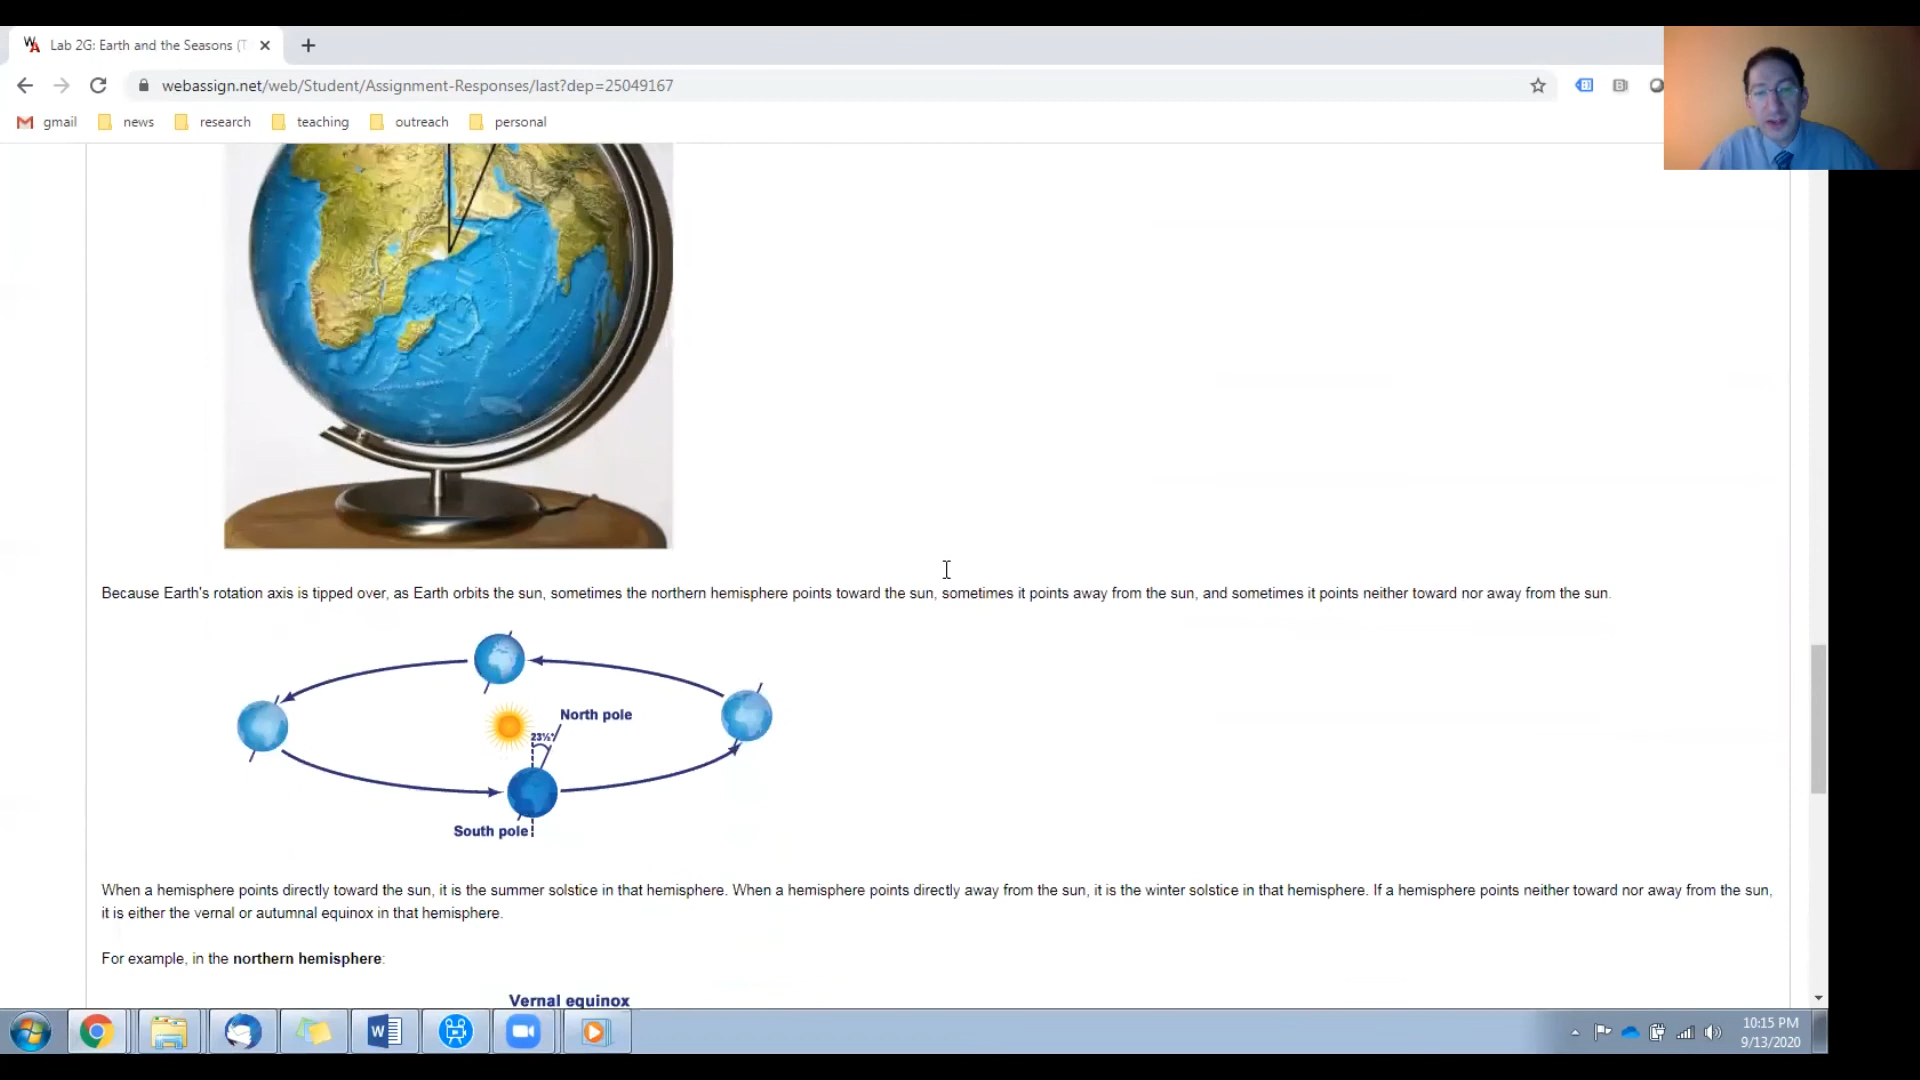 Lab 2G: Earth and the Seasons (T
webassign.net/web/Student/Assignment-Responses/last?dep=25049167
gmail news research teaching outreach personal
Because Earth's rotation axis is tipped over, as Earth orbits the sun, sometimes the northern hemisphere points toward the sun, sometimes it points away from the sun, and sometimes it points neither toward nor away from the sun.
North pole
23½°
South pole
When a hemisphere points directly toward the sun, it is the summer solstice in that hemisphere. When a hemisphere points directly away from the sun, it is the winter solstice in that hemisphere. If a hemisphere points neither toward nor away from the sun,
it is either the vernal or autumnal equinox in that hemisphere.
For example, in the northern hemisphere:
Vernal equinox
10:15 PM
9/13/2020